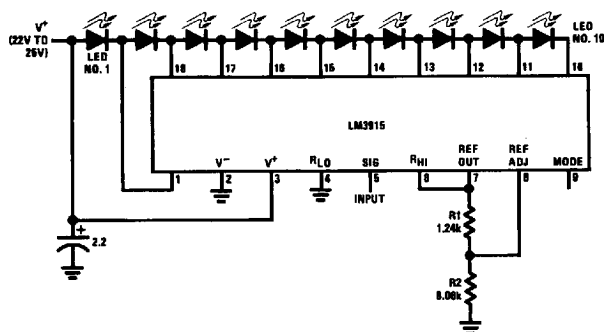 V⁺
(22V TO
25V)
LED
NO. 1
LED
NO. 10
18 17 16 15 14 13 12 11 10
LM3915
V⁻ V⁺ RLO SIG RHI REF OUT REF ADJ MODE
1 2 3 4 5 6 7 8 9
INPUT
R1
1.24k
+
2.2
R2
8.06k